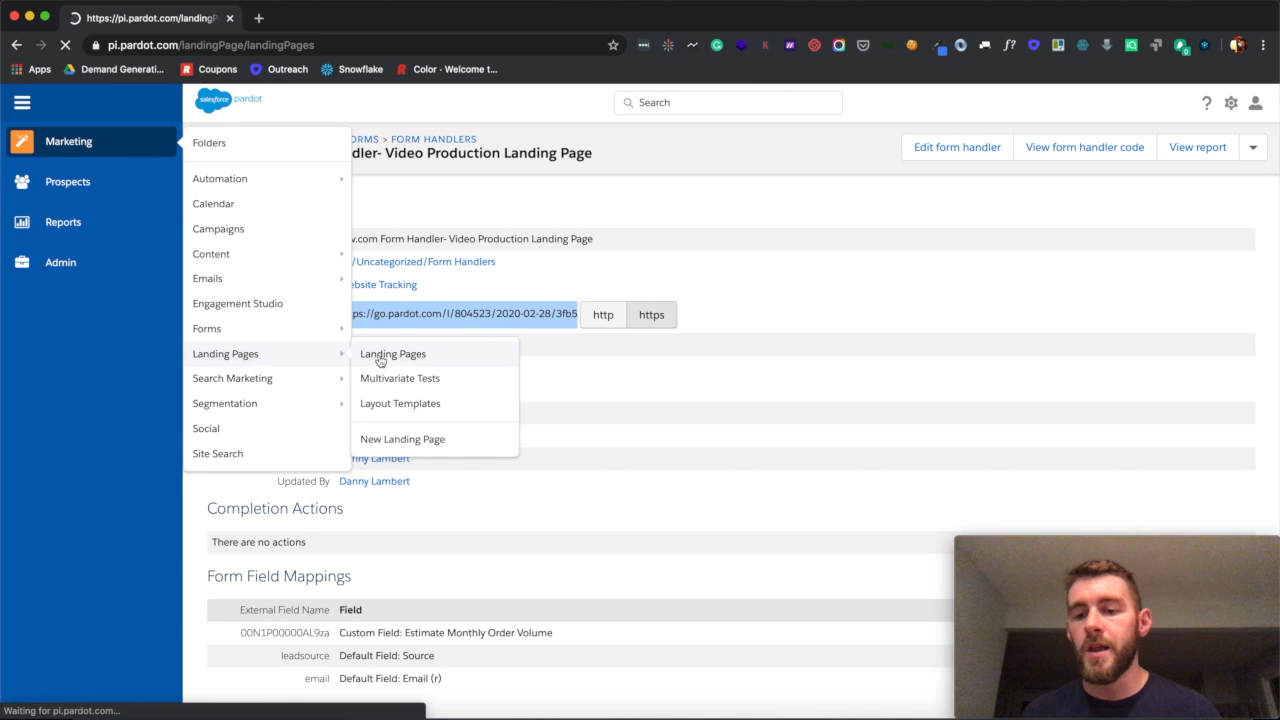 https://pi.pardot.com/landingP
pi.pardot.com/landingPage/landingPages
Apps
Demand Generati...
Coupons
Outreach
Snowflake
Color - Welcome t...
salesforce pardot
Search
Marketing
Prospects
Reports
Admin
Folders
Automation
Calendar
Campaigns
Content
Emails
Engagement Studio
Forms
Landing Pages
Search Marketing
Segmentation
Social
Site Search
Landing Pages
Multivariate Tests
Layout Templates
New Landing Page
ORMS > FORM HANDLERS
dler- Video Production Landing Page
Edit form handler
View form handler code
View report
v.com Form Handler- Video Production Landing Page
/Uncategorized/Form Handlers
ebsite Tracking
ps://go.pardot.com/l/804523/2020-02-28/3fb5
http
https
nny Lambert
Updated By Danny Lambert
Completion Actions
There are no actions
Form Field Mappings
External Field Name Field
00N1P00000AL9za Custom Field: Estimate Monthly Order Volume
leadsource Default Field: Source
email Default Field: Email (r)
Waiting for pi.pardot.com...